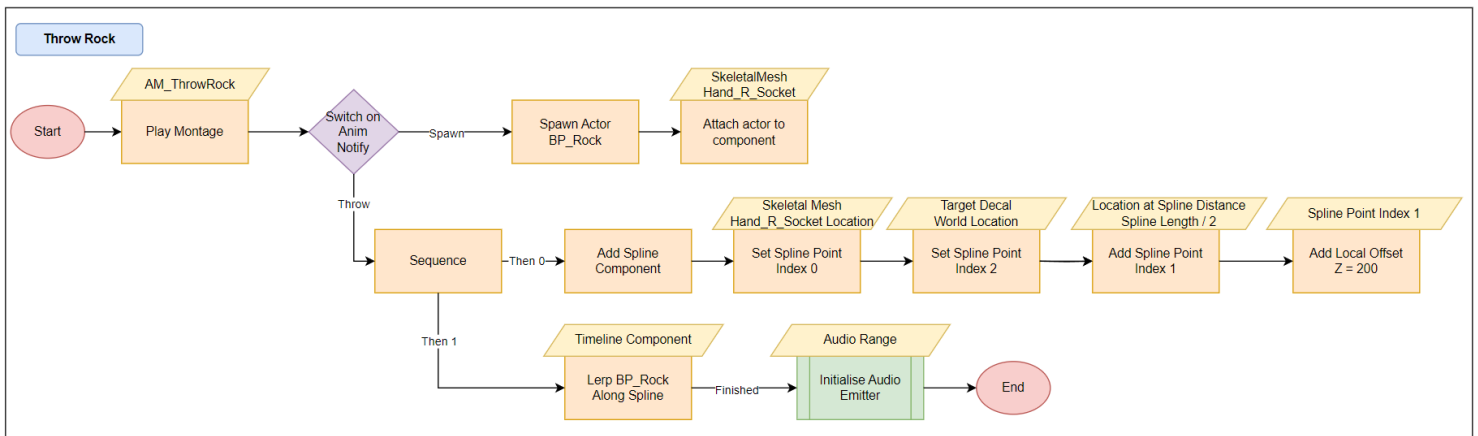 Throw Rock
AM_ThrowRock
SkeletalMesh
Hand_R_Socket
Start
Play Montage
Switch on
Anim
Notify
Spawn
Spawn Actor
BP_Rock
Attach actor to
component
Throw
Skeletal Mesh
Hand_R_Socket Location
Target Decal
World Location
Location at Spline Distance
Spline Length / 2
Spline Point Index 1
Sequence
Then 0
Add Spline
Component
Set Spline Point
Index 0
Set Spline Point
Index 2
Add Spline Point
Index 1
Add Local Offset
Z = 200
Then 1
Timeline Component
Audio Range
Lerp BP_Rock
Along Spline
Finished
Initialise Audio
Emitter
End